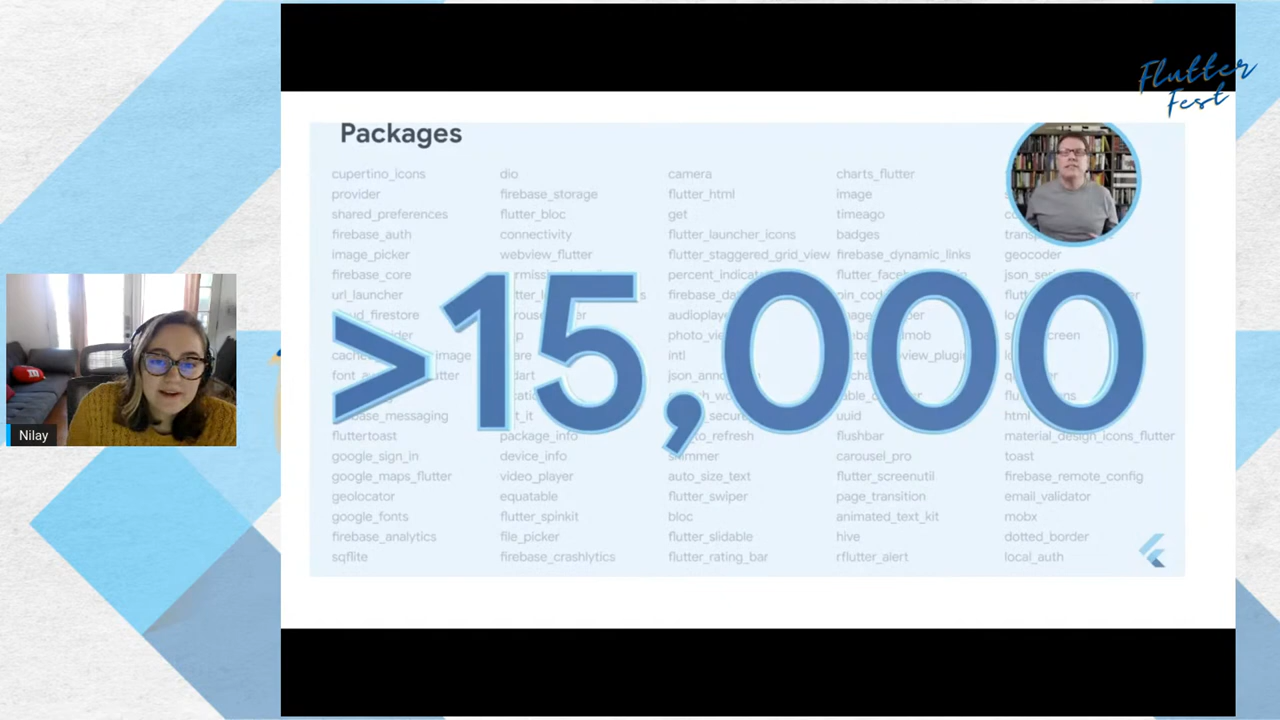 Flutter
Fest
Packages
cupertino_icons dio camera charts_flutter
provider firebase_storage flutter_html image
shared_preferences flutter_bloc get timeago
firebase_auth connectivity flutter_launcher_icons badges
image_picker webview_flutter flutter_staggered_grid_view firebase_dynamic_links geocoder
firebase_core
url_launcher
>15,000
intl
uuid html
fluttertoast package_info flushbar material_design_icons_flutter
google_sign_in device_info carousel_pro toast
google_maps_flutter video_player auto_size_text flutter_screenutil firebase_remote_config
geolocator equatable flutter_swiper page_transition email_validator
google_fonts flutter_spinkit bloc animated_text_kit mobx
firebase_analytics file_picker flutter_slidable hive dotted_border
sqflite firebase_crashlytics flutter_rating_bar rflutter_alert local_auth
Nilay